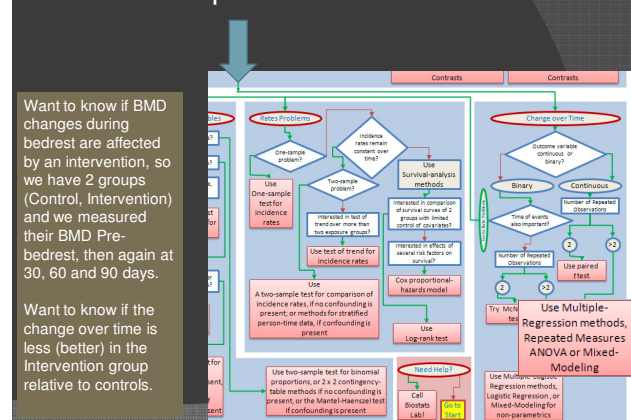 Want to know if BMD
changes during
bedrest are affected
by an intervention, so
we have 2 groups
(Control, Intervention)
and we measured
their BMD Pre-
bedrest, then again at
30, 60 and 90 days.
Want to know if the
change over time is
less (better) in the
Intervention group
relative to controls.
Contrasts
Contrasts
Rates Problems
One-sample
problem?
Use
One-sample
test for
incidence
rates
Incidence
rates remain
constant over
time?
Two-sample
problem?
Interested in test of
trend over more than
two exposure groups?
Use test of trend for
incidence rates
Use
A two-sample test for comparison of
incidence rates, if no confounding is
present; or methods for stratified
person-time data, if confounding is
present
Use
Survival-analysis
methods
Interested in comparison
of survival curves of 2
groups with limited
control of covariates?
Interested in effects of
several risk factors on
survival?
Cox proportional-
hazards model
Use
Log-rank test
Change over Time
Outcome variable
continuous or
binary?
Binary
Continuous
Time of events
also important?
Number of Repeated
Observations
2
>2
Use paired
t test
Number of Repeated
Observations
2
>2
Try McN
test
Use Multiple-
Regression methods,
Repeated Measures
ANOVA or Mixed-
Modeling
Use Multiple-Logistic
Regression methods,
Logistic Regression, or
Mixed-Modeling for
non-parametrics
Use two-sample test for binomial
proportions, or 2 x 2 contingency-
table methods if no confounding is
present, or the Mantel-Haenszel test
if confounding is present
Need Help?
Call
Biostats
Lab!
Go to
Start